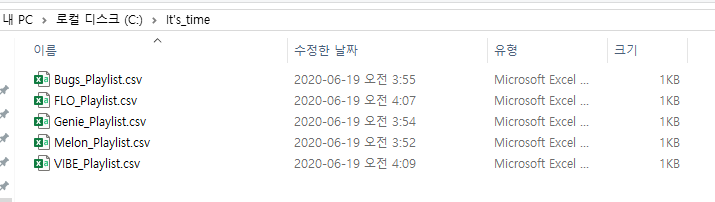 내 PC > 로컬 디스크 (C:) > It's_time
이름 수정한 날짜 유형 크기
Bugs_Playlist.csv 2020-06-19 오전 3:55 Microsoft Excel ... 1KB
FLO_Playlist.csv 2020-06-19 오전 4:07 Microsoft Excel ... 1KB
Genie_Playlist.csv 2020-06-19 오전 3:54 Microsoft Excel ... 1KB
Melon_Playlist.csv 2020-06-19 오전 3:52 Microsoft Excel ... 1KB
VIBE_Playlist.csv 2020-06-19 오전 4:09 Microsoft Excel ... 1KB